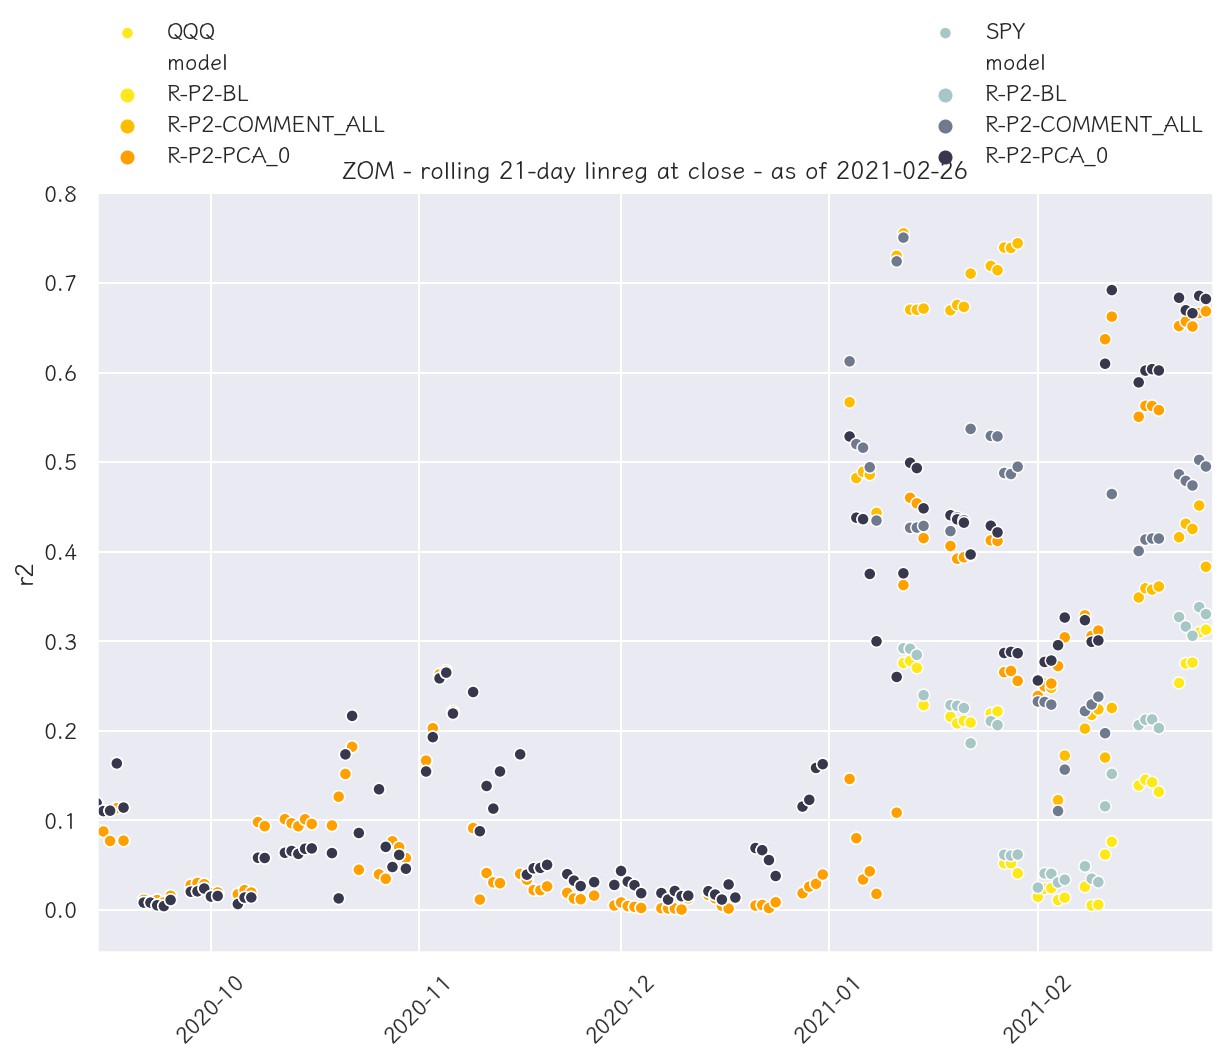 QQQ
model
R-P2-BL
R-P2-COMMENT_ALL
R-P2-PCA_0
SPY
model
R-P2-BL
R-P2-COMMENT_ALL
R-P2-PCA_0
ZOM - rolling 21-day linreg at close - as of 2021-02-26
r2
0.8
0.7
0.6
0.5
0.4
0.3
0.2
0.1
0.0
2020-10
2020-11
2020-12
2021-01
2021-02